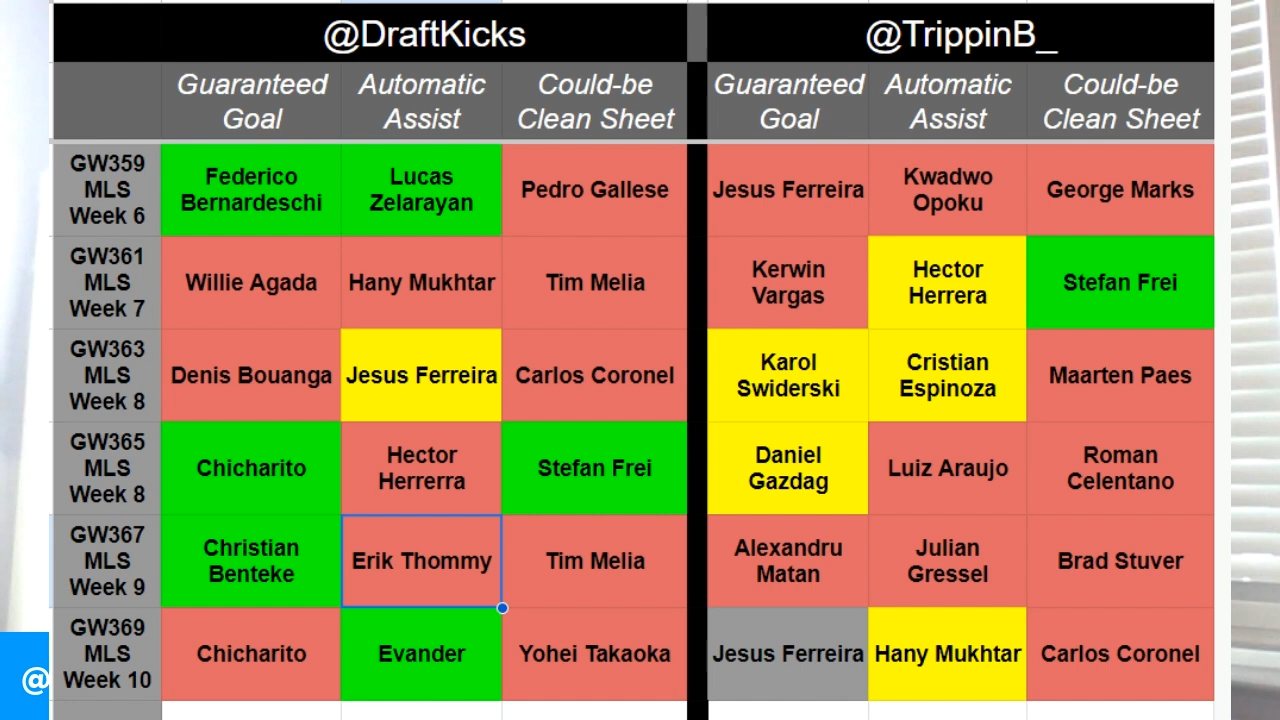 @DraftKicks @TrippinB_
Guaranteed Goal Automatic Assist Could-be Clean Sheet Guaranteed Goal Automatic Assist Could-be Clean Sheet
GW359 MLS Week 6 Federico Bernardeschi Lucas Zelarayan Pedro Gallese Jesus Ferreira Kwadwo Opoku George Marks
GW361 MLS Week 7 Willie Agada Hany Mukhtar Tim Melia Kerwin Vargas Hector Herrera Stefan Frei
GW363 MLS Week 8 Denis Bouanga Jesus Ferreira Carlos Coronel Karol Swiderski Cristian Espinoza Maarten Paes
GW365 MLS Week 8 Chicharito Hector Herrerra Stefan Frei Daniel Gazdag Luiz Araujo Roman Celentano
GW367 MLS Week 9 Christian Benteke Erik Thommy Tim Melia Alexandru Matan Julian Gressel Brad Stuver
GW369 MLS Week 10 Chicharito Evander Yohei Takaoka Jesus Ferreira Hany Mukhtar Carlos Coronel
@